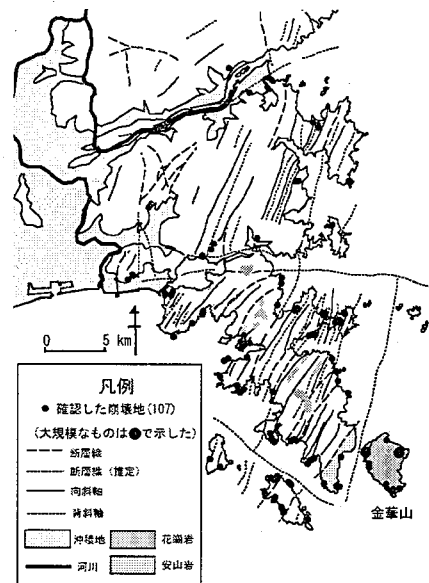 0 5 km
凡例
確認した崩壊地(107)
(大規模なものは●で示した)
断層線
断層線(推定)
向斜軸
背斜軸
沖積地
花崗岩
河川
安山岩
金華山